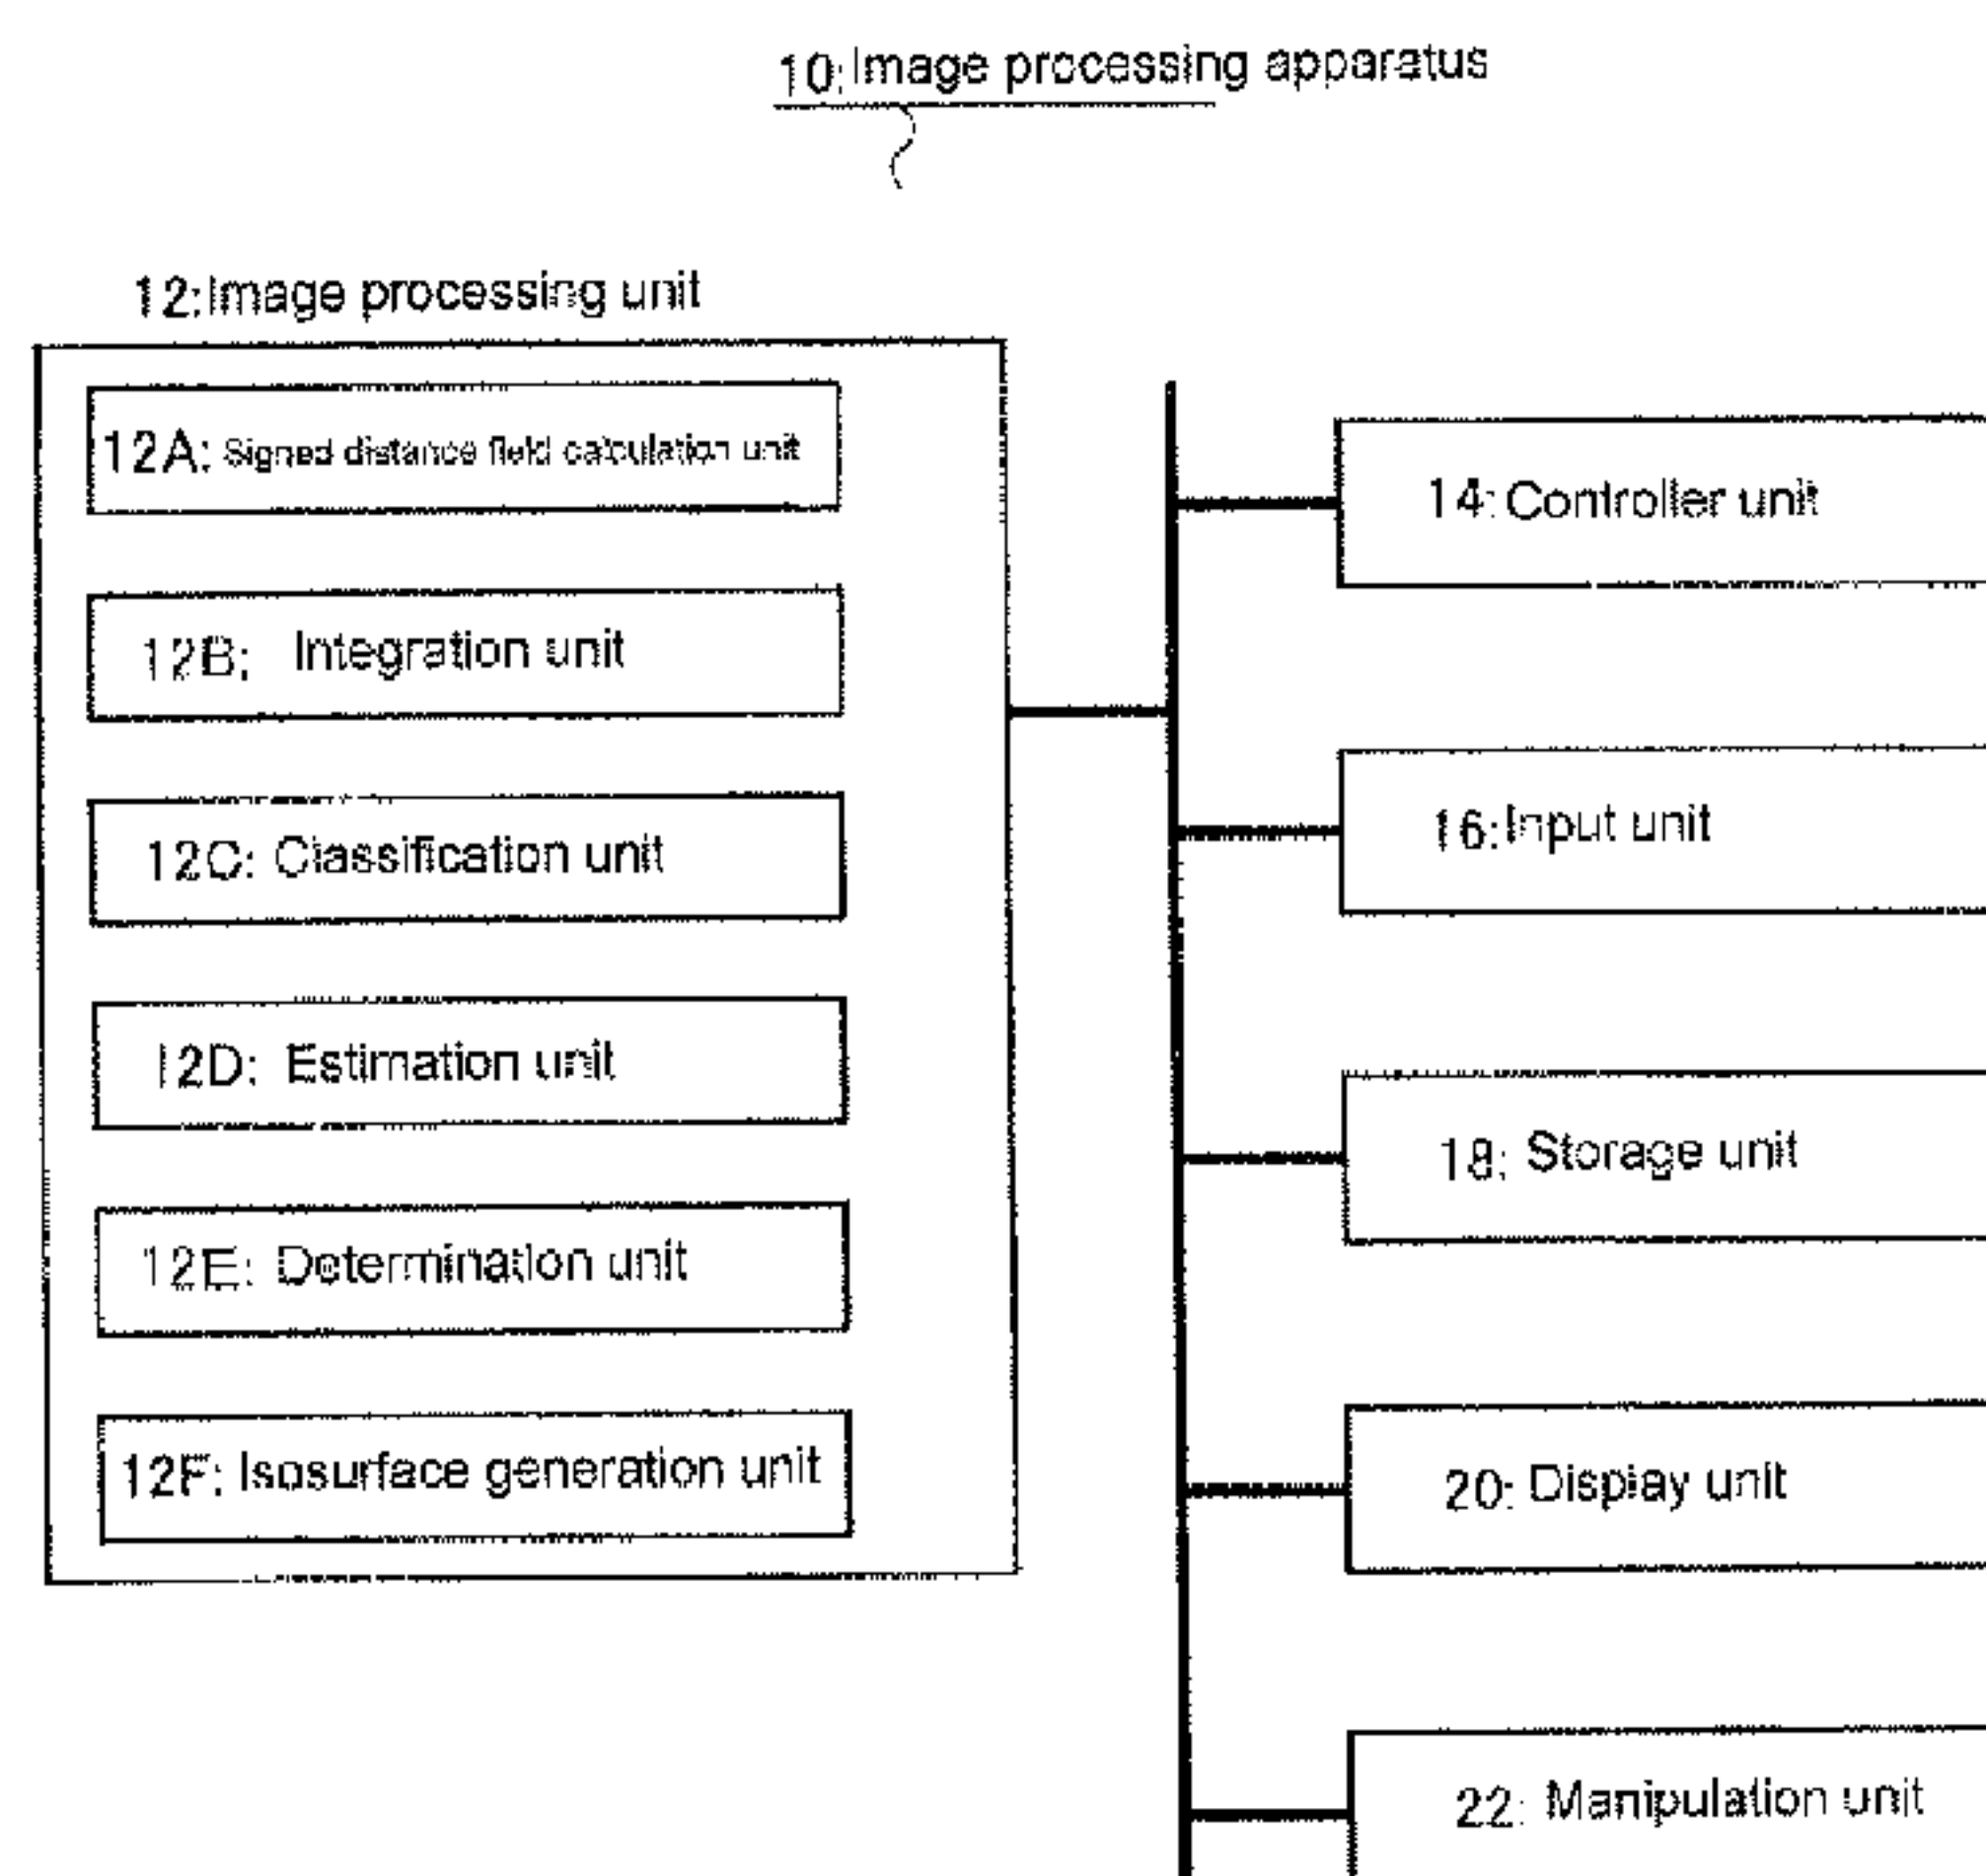 10: Image processing apparatus
12: Image processing unit
12A: Signed distance field calculation unit
12B: Integration unit
12C: Classification unit
12D: Estimation unit
12E: Determination unit
12F: Isosurface generation unit
14: Controller unit
16: Input unit
18: Storage unit
20: Display unit
22: Manipulation unit